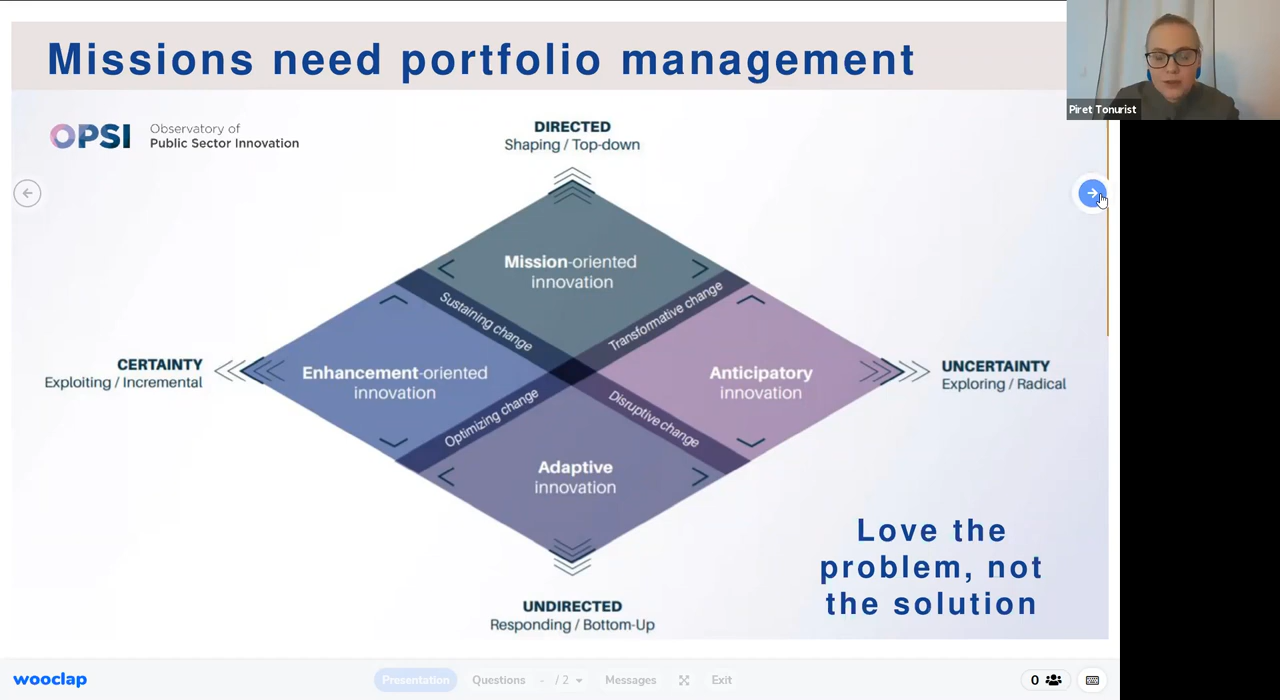 Missions need portfolio management
Piret Tonurist
OPSI
Observatory of
Public Sector Innovation
DIRECTED
Shaping / Top-down
Mission-oriented
innovation
Sustaining change
Transformative change
CERTAINTY
Exploiting / Incremental
Enhancement-oriented
innovation
Anticipatory
innovation
UNCERTAINTY
Exploring / Radical
Optimizing change
Disruptive change
Adaptive
innovation
Love the
problem, not
the solution
UNDIRECTED
Responding / Bottom-Up
wooclap
Presentation
Questions
- / 2
Messages
Exit
0